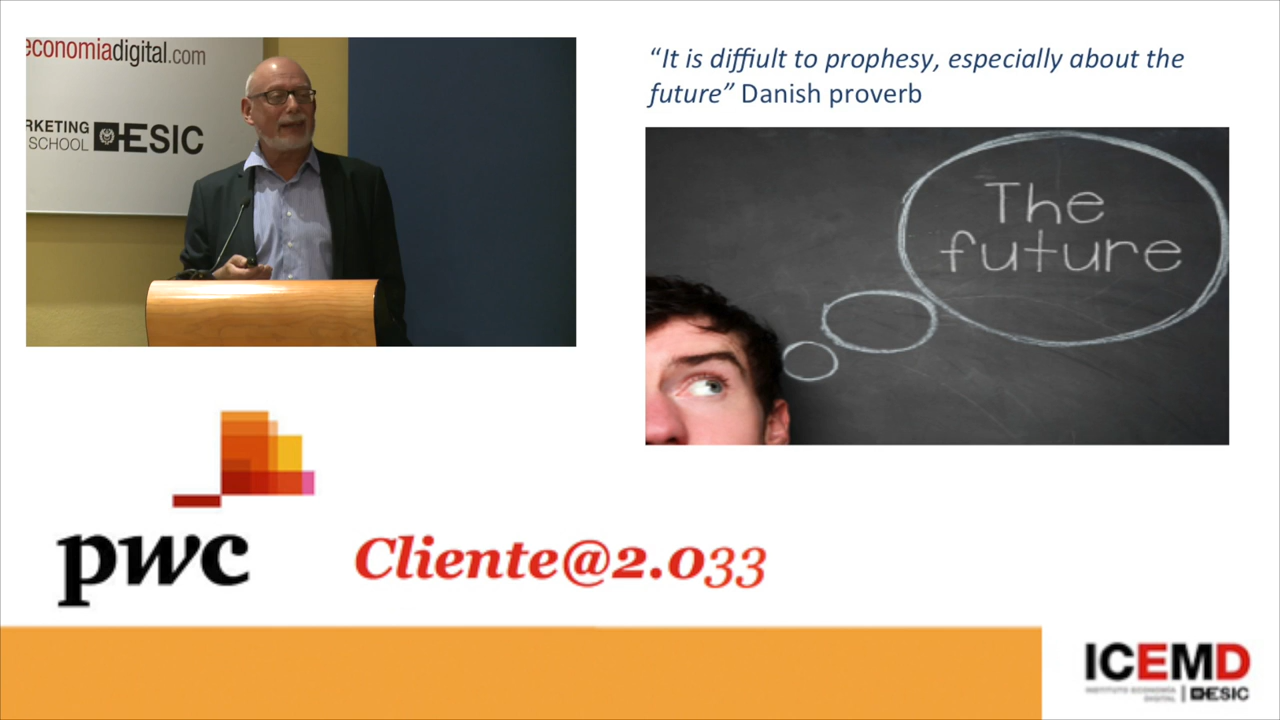 economiadigital.com
RKETING
SCHOOL
ESIC
“It is diffiult to prophesy, especially about the
future” Danish proverb
The
future
pwc
Cliente@2.033
ICEMD
INSTITUTO ECONOMÍA
DIGITAL
ESIC